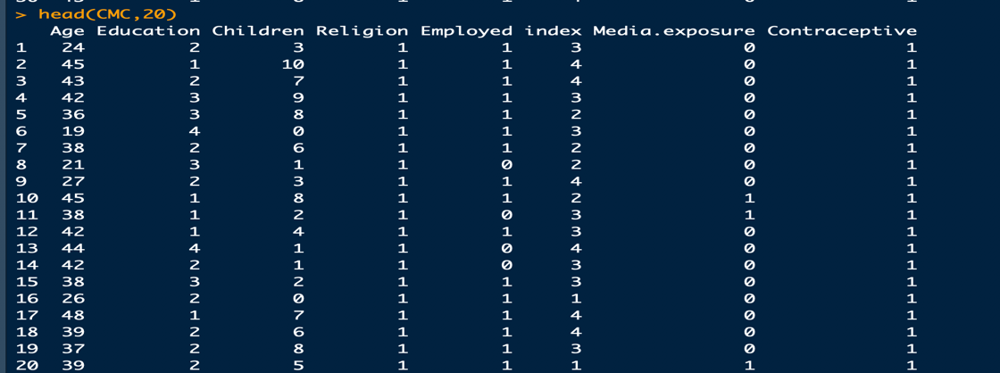 > head(CMC,20)
Age Education Children Religion Employed index Media.exposure Contraceptive
1 24 2 3 1 1 3 0 1
2 45 1 10 1 1 4 0 1
3 43 2 7 1 1 4 0 1
4 42 3 9 1 1 3 0 1
5 36 3 8 1 1 2 0 1
6 19 4 0 1 1 3 0 1
7 38 2 6 1 1 2 0 1
8 21 3 1 1 0 2 0 1
9 27 2 3 1 1 4 0 1
10 45 1 8 1 1 2 1 1
11 38 1 2 1 0 3 1 1
12 42 1 4 1 1 3 0 1
13 44 4 1 1 0 4 0 1
14 42 2 1 1 0 3 0 1
15 38 3 2 1 1 3 0 1
16 26 2 0 1 1 1 0 1
17 48 1 7 1 1 4 0 1
18 39 2 6 1 1 4 0 1
19 37 2 8 1 1 3 0 1
20 39 2 5 1 1 1 1 1